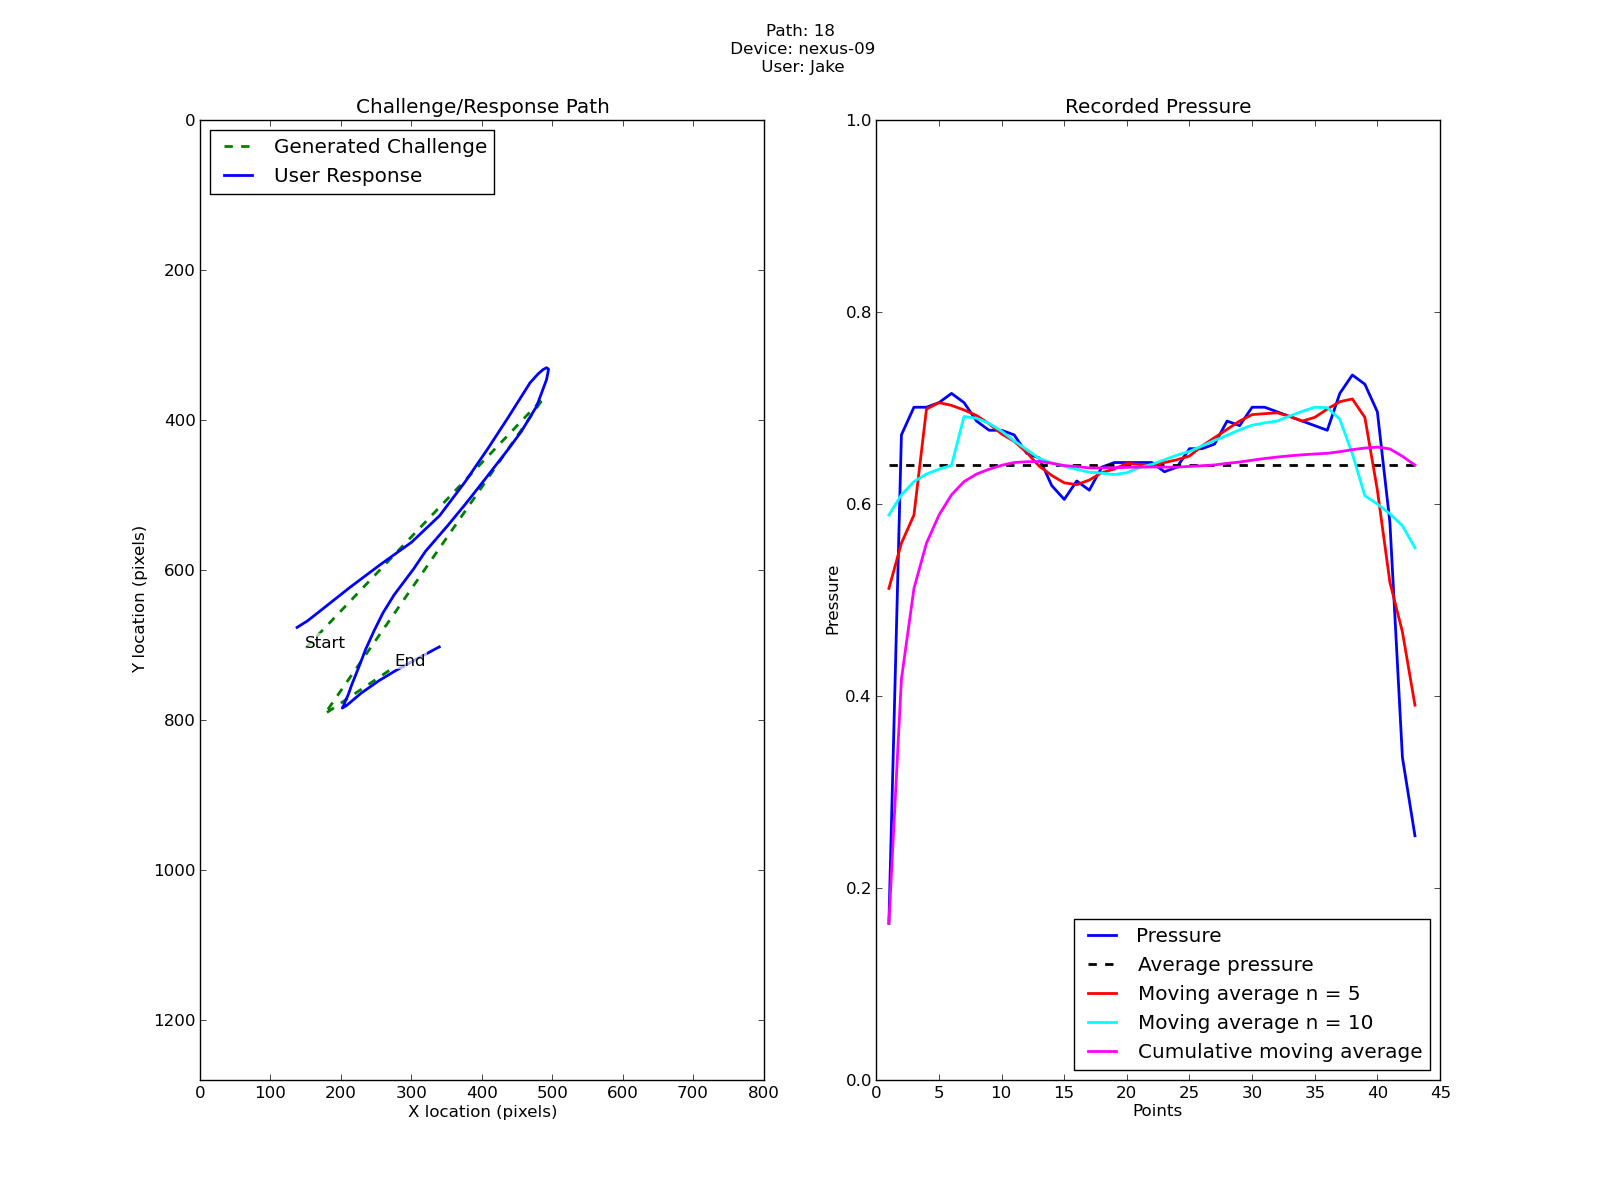 Path: 18
Device: nexus-09
User: Jake
Challenge/Response Path
Generated Challenge
User Response
Start
End
0
200
400
600
800
1000
1200
Y location (pixels)
0 100 200 300 400 500 600 700 800
X location (pixels)
Recorded Pressure
1.0
0.8
0.6
0.4
0.2
0.0
Pressure
Pressure
Average pressure
Moving average n = 5
Moving average n = 10
Cumulative moving average
0 5 10 15 20 25 30 35 40 45
Points